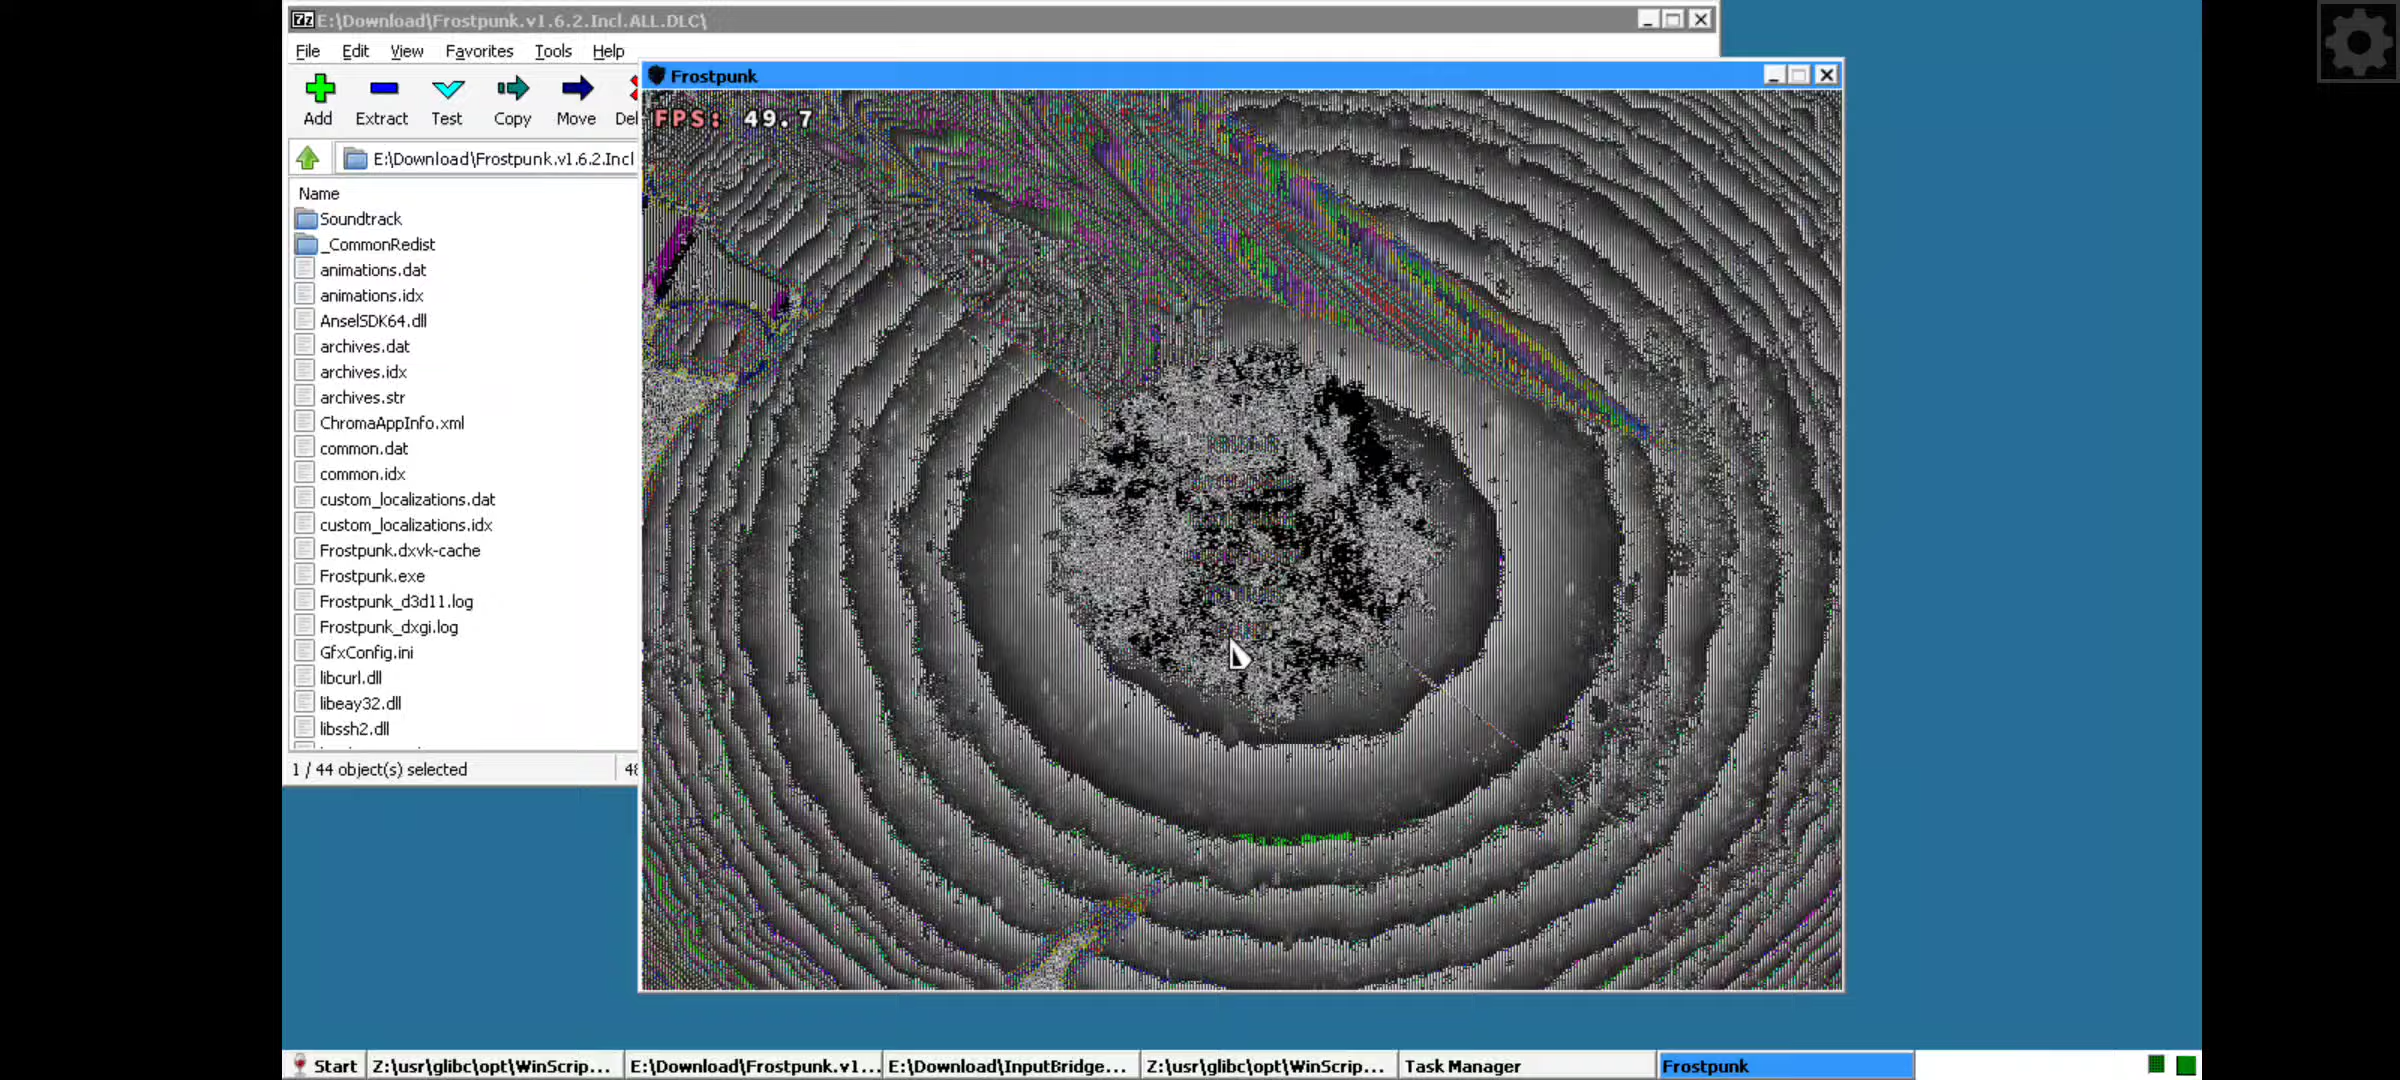 E:\Download\Frostpunk.v1.6.2.Incl.ALL.DLC\
File Edit View Favorites Tools Help
Add Extract Test Copy Move Del
E:\Download\Frostpunk.v1.6.2.Incl
Name
Soundtrack
_CommonRedist
animations.dat
animations.idx
AnselSDK64.dll
archives.dat
archives.idx
archives.str
ChromaAppInfo.xml
common.dat
common.idx
custom_localizations.dat
custom_localizations.idx
Frostpunk.dxvk-cache
Frostpunk.exe
Frostpunk_d3d11.log
Frostpunk_dxgi.log
GfxConfig.ini
libcurl.dll
libeay32.dll
libssh2.dll
1 / 44 object(s) selected
Frostpunk
FPS: 49.7
Start Z:\usr\glibc\opt\WinScrip... E:\Download\Frostpunk.v1... E:\Download\InputBridge... Z:\usr\glibc\opt\WinScrip... Task Manager Frostpunk